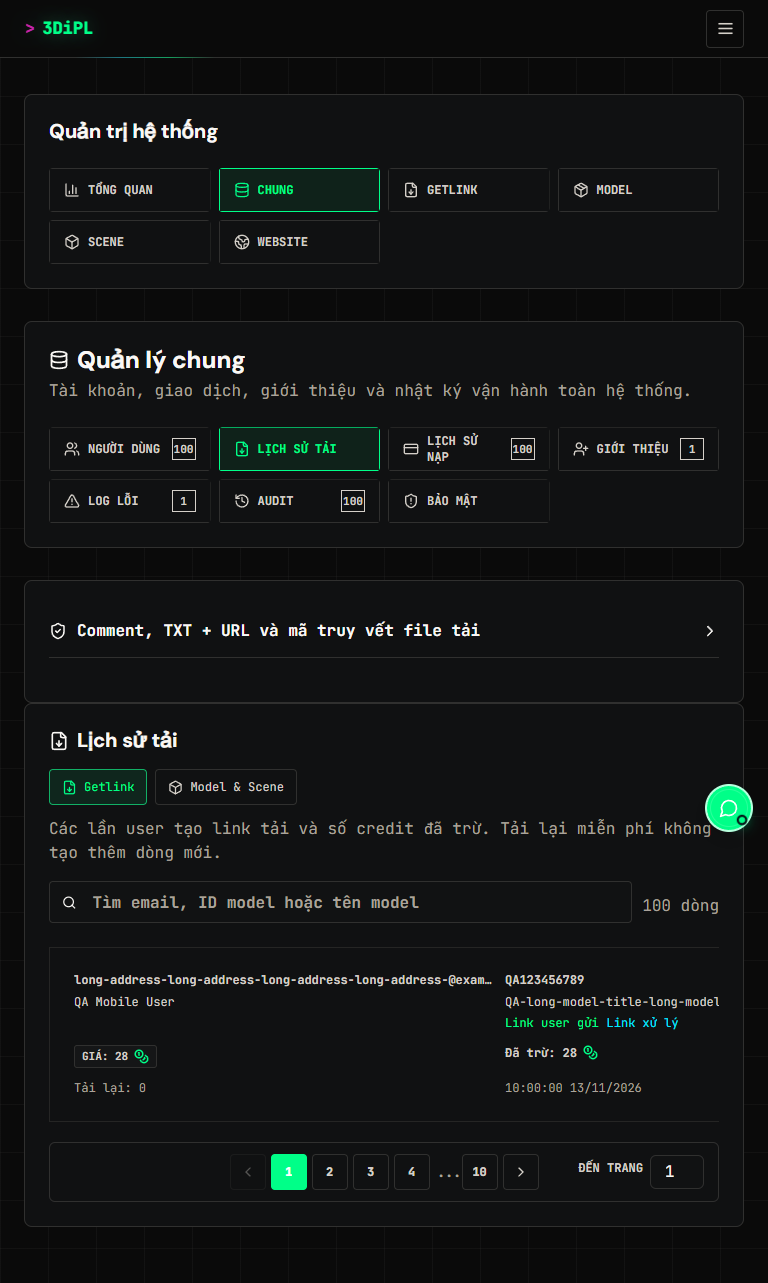 > 3DiPL
Quản trị hệ thống
TỔNG QUAN
CHUNG
GETLINK
MODEL
SCENE
WEBSITE
Quản lý chung
Tài khoản, giao dịch, giới thiệu và nhật ký vận hành toàn hệ thống.
NGƯỜI DÙNG 100
LỊCH SỬ TẢI
LỊCH SỬ
NẠP
100
GIỚI THIỆU 1
LOG LỖI 1
AUDIT 100
BẢO MẬT
Comment, TXT + URL và mã truy vết file tải
Lịch sử tải
Getlink
Model & Scene
Các lần user tạo link tải và số credit đã trừ. Tải lại miễn phí không
tạo thêm dòng mới.
Tìm email, ID model hoặc tên model
100 dòng
long-address-long-address-long-address-long-address-@exam…
QA Mobile User
GIÁ: 28
Tải lại: 0
QA123456789
QA-long-model-title-long-model
Link user gửi Link xử lý
Đã trừ: 28
10:00:00 13/11/2026
1 2 3 4 ... 10
ĐẾN TRANG 1